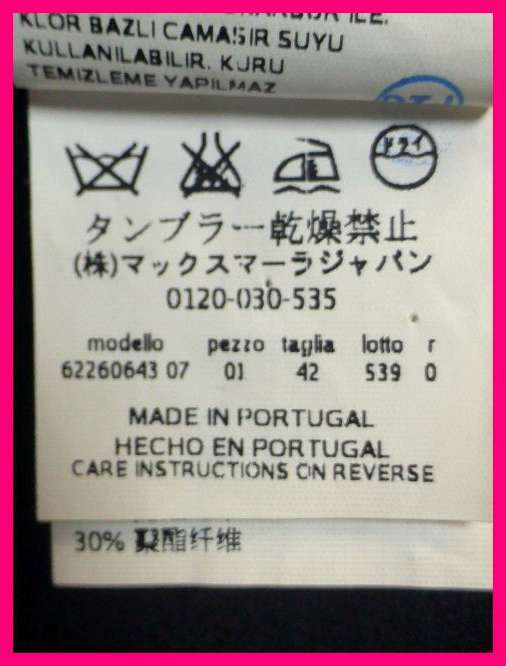 KLOR BAZLI CAMASIR SUYU
KULLANILABILIR. KURU
TEMIZLEME YAPILMAZ
ドライ
タンブラー乾燥禁止
(株)マックスマーラジャパン
0120-030-535
modello pezzo taglia lotto r
62260643 07 01 42 539 0
MADE IN PORTUGAL
HECHO EN PORTUGAL
CARE INSTRUCTIONS ON REVERSE
30% 聚酯纤维